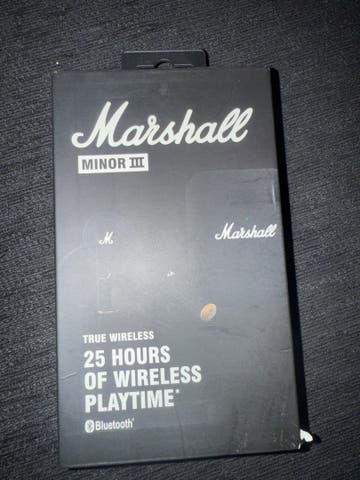 Marshall
MINOR III
M
Marshall
TRUE WIRELESS
25 HOURS
OF WIRELESS
PLAYTIME*
Bluetooth®